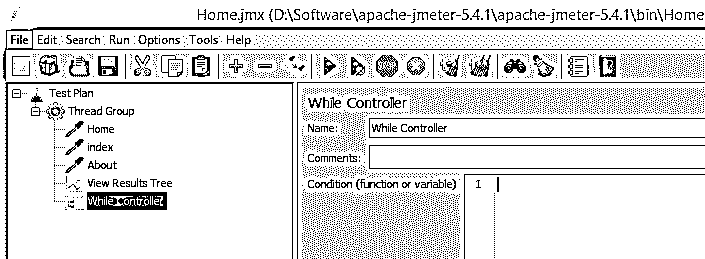 Home.jmx (D:\Software\apache-jmeter-5.4.1\apache-jmeter-5.4.1\bin\Home
File Edit Search Run Options Tools Help
Test Plan
Thread Group
Home
index
About
View Results Tree
While Controller
While Controller
Name: While Controller
Comments:
Condition (function or variable) 1